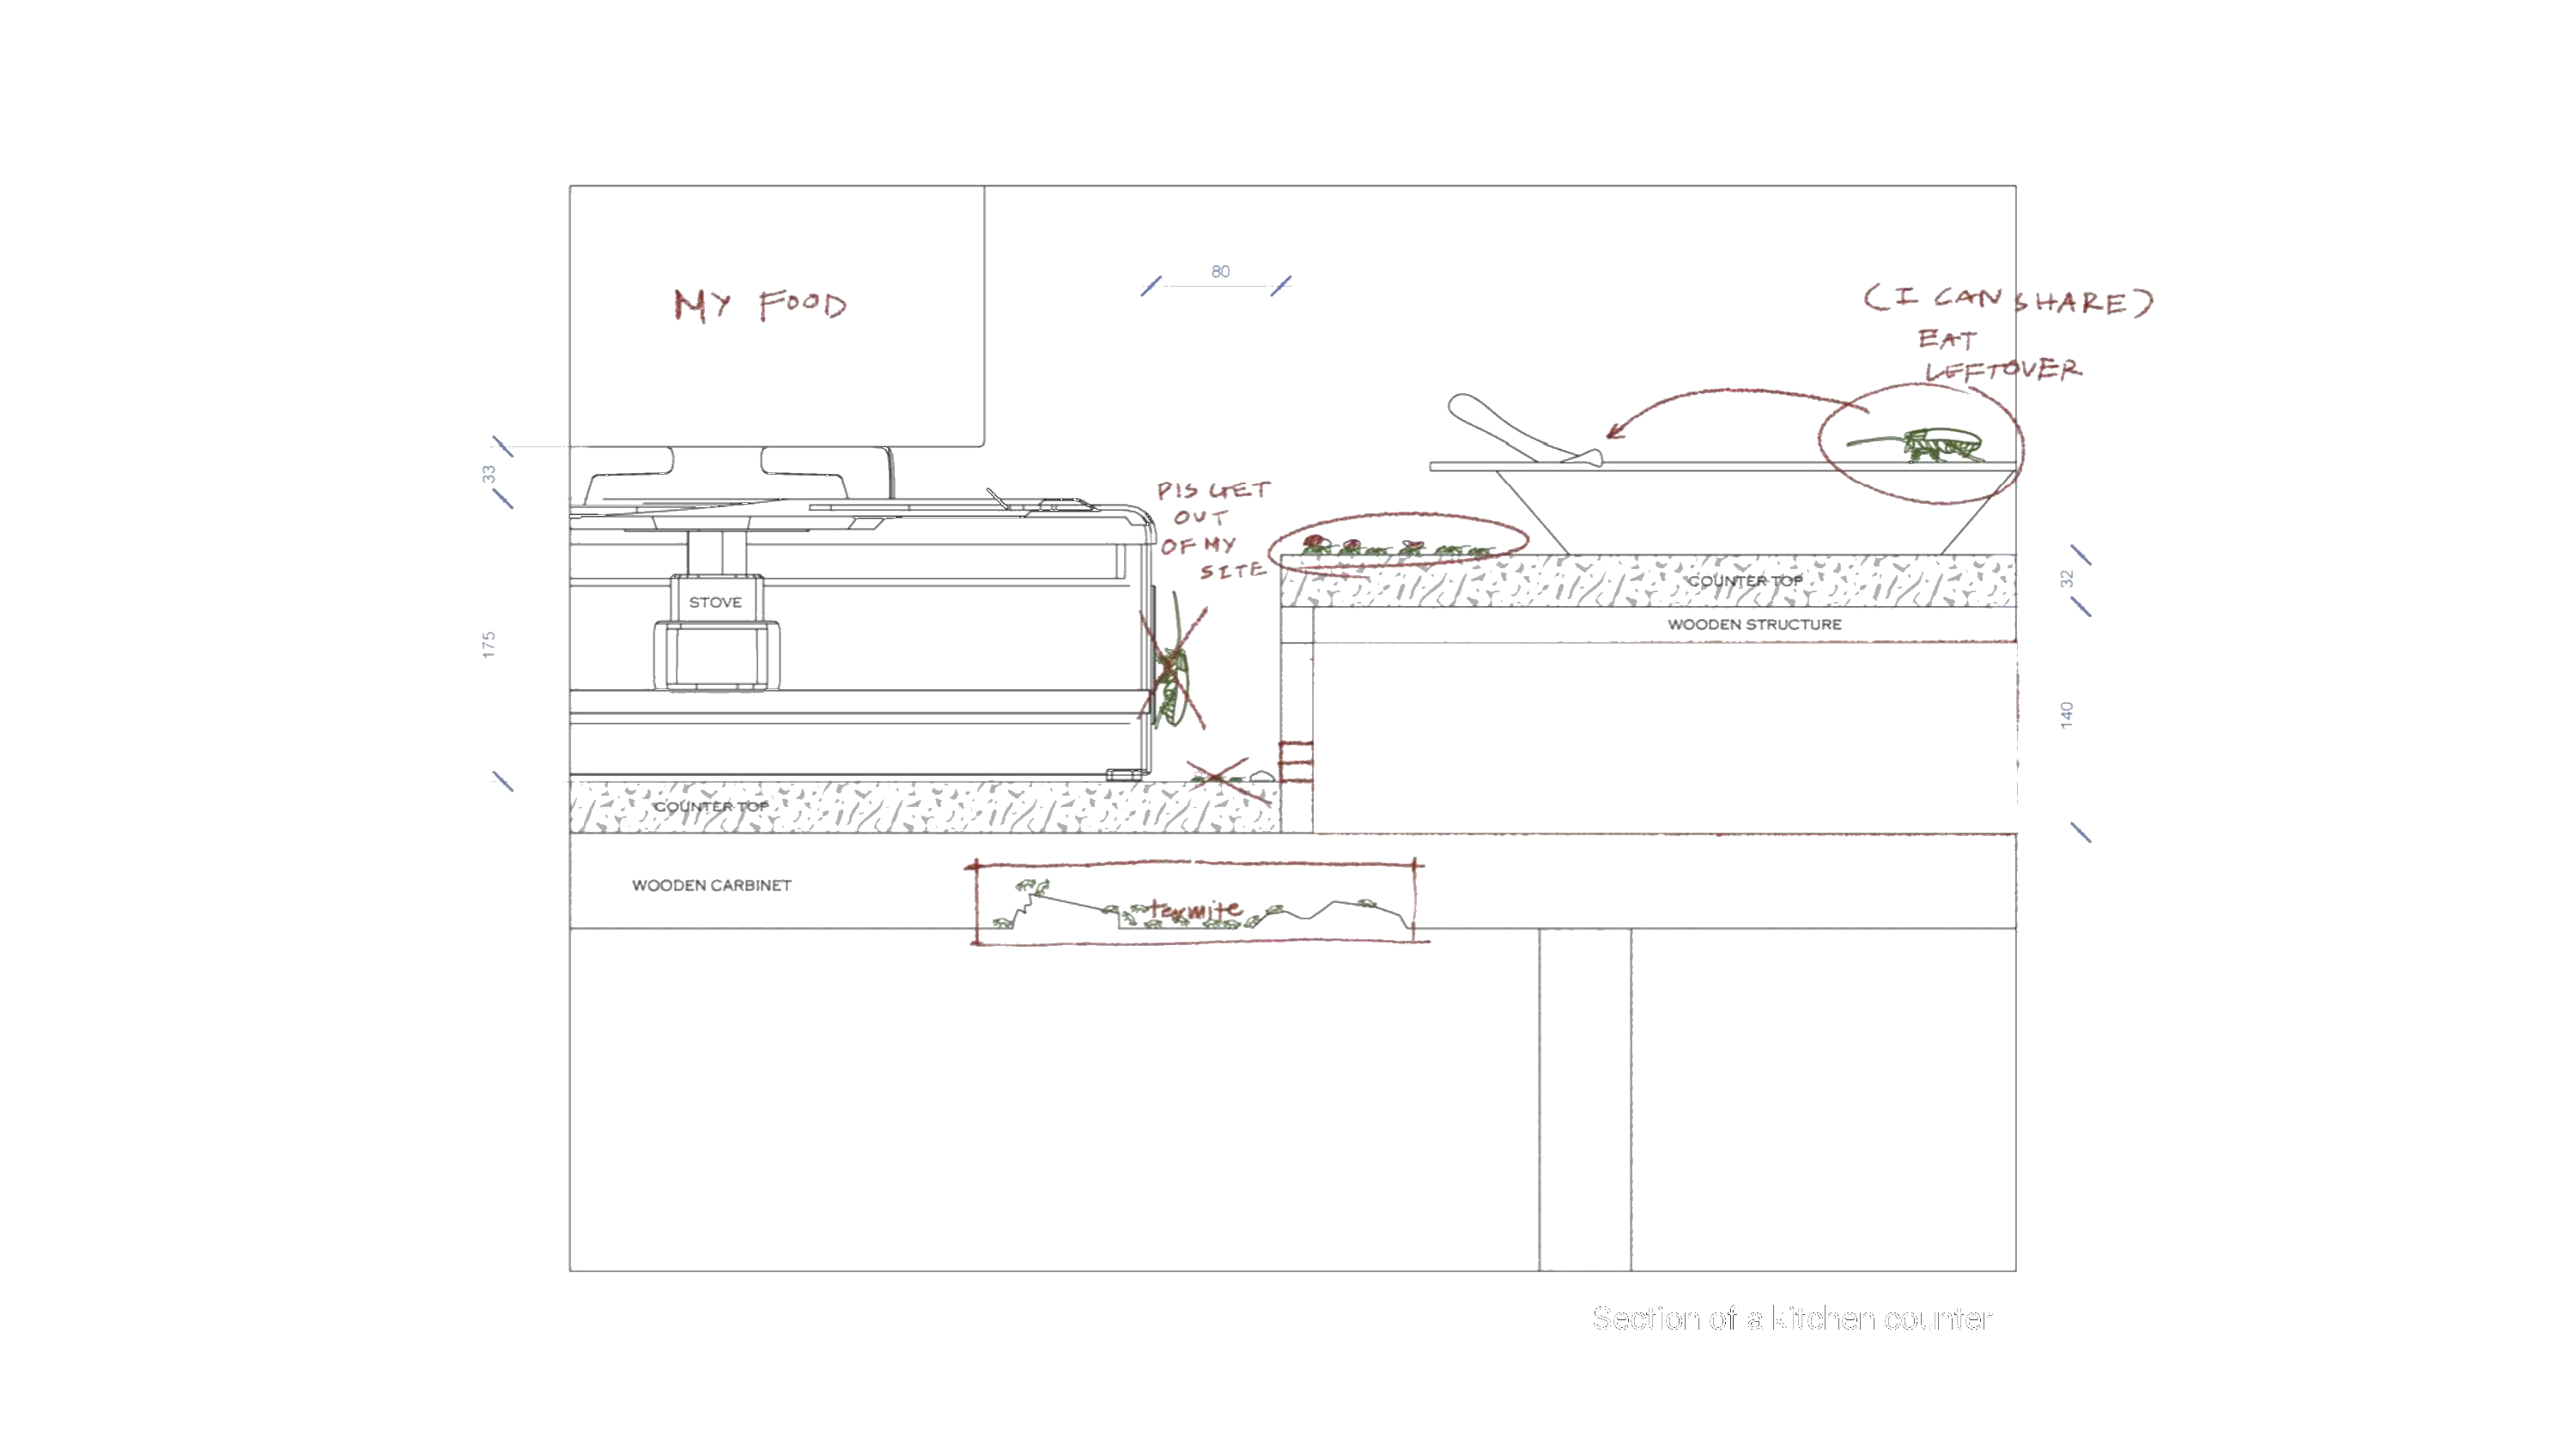 80
MY FOOD
(I CAN SHARE)
EAT
LEFTOVER
33
PlS GET
OUT
OF MY
SITE
STOVE
175
COUNTER TOP
32
WOODEN STRUCTURE
140
COUNTER TOP
WOODEN CARBINET
termite
Section of a kitchen counter